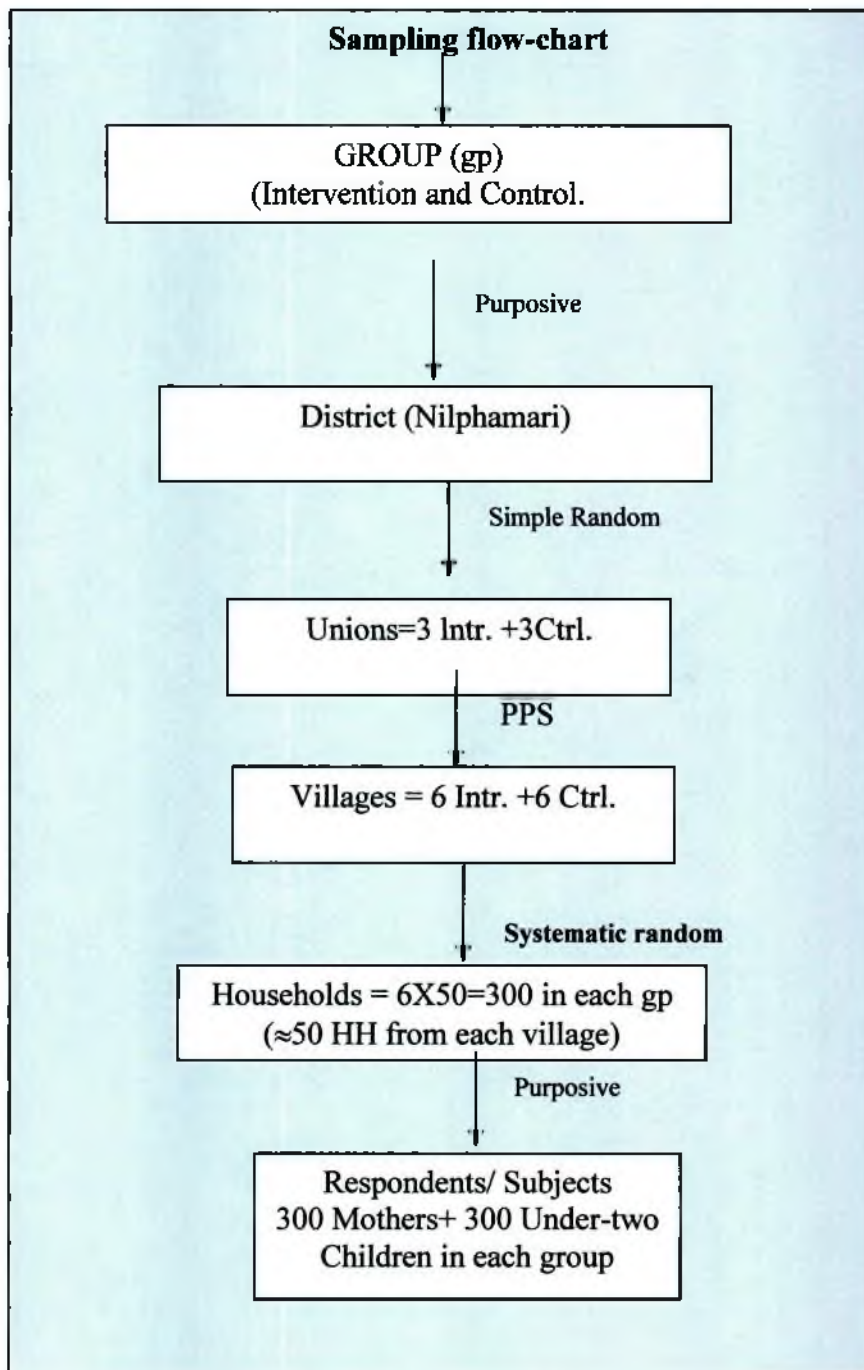 Sampling flow-chart
GROUP (gp)
(Intervention and Control.
Purposive
District (Nilphamari)
Simple Random
Unions=3 Intr. +3Ctrl.
PPS
Villages = 6 Intr. +6 Ctrl.
Systematic random
Households = 6X50=300 in each gp
(≈50 HH from each village)
Purposive
Respondents/ Subjects
300 Mothers+ 300 Under-two
Children in each group